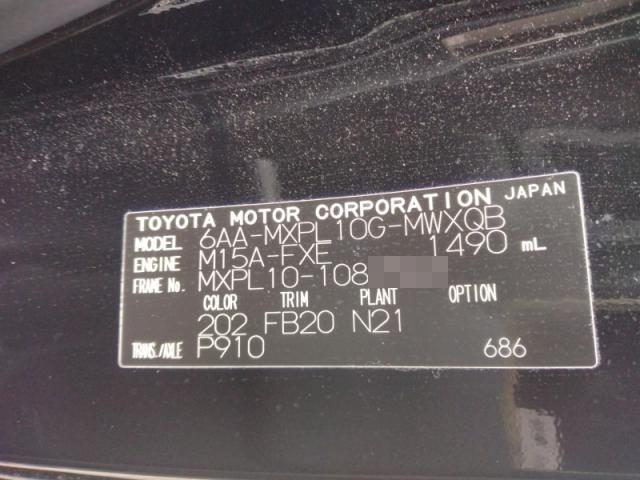 TOYOTA MOTOR CORPORATION JAPAN
MODEL 6AA-MXPL10G-MWXQB
ENGINE M15A-FXE 1490 mL
FRAME No. MXPL10-108
COLOR TRIM PLANT OPTION
202 FB20 N21
TRANS./AXLE P910 686